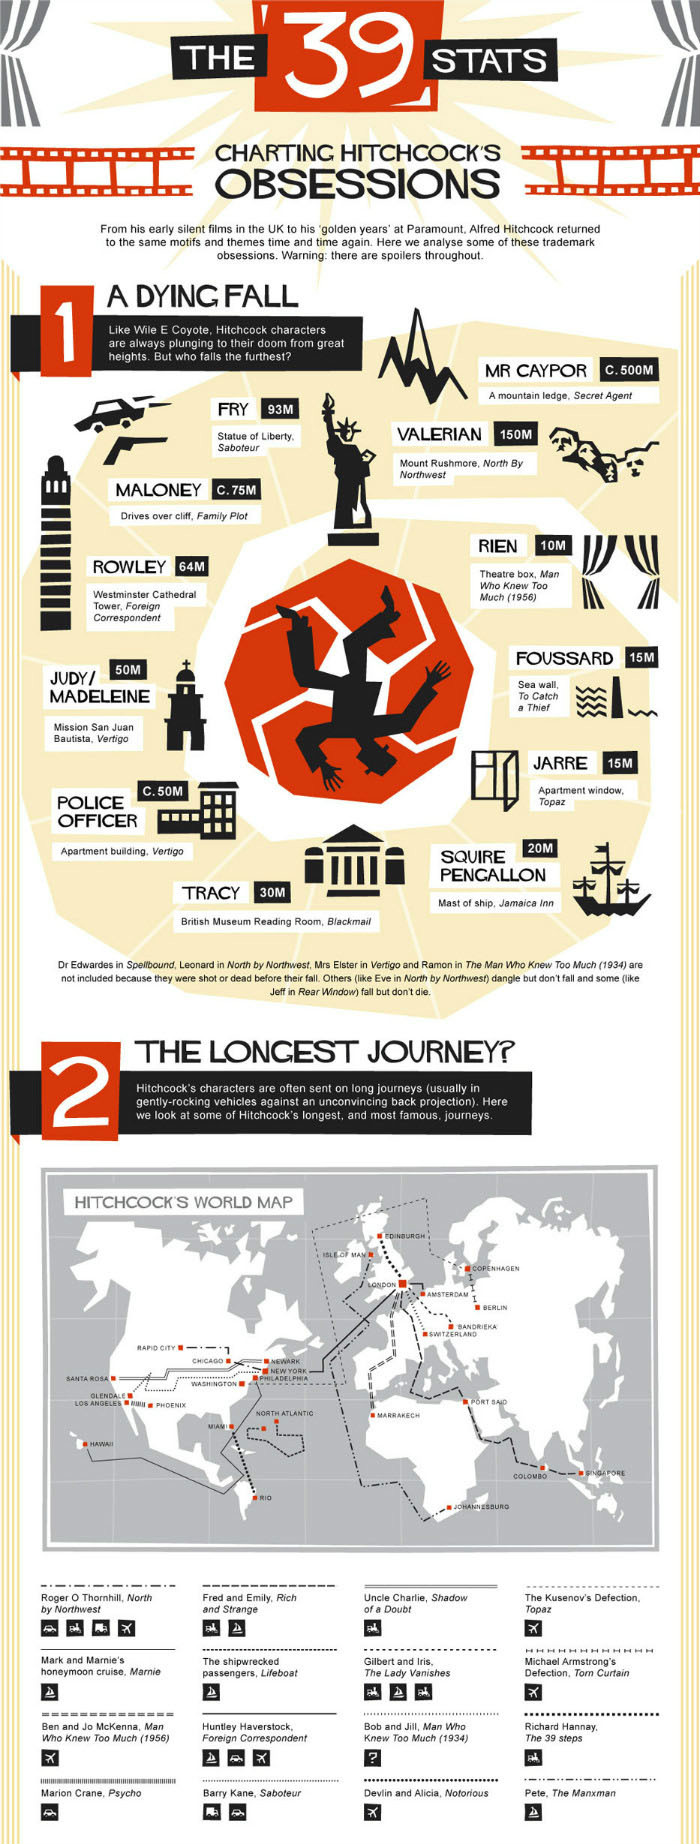 THE '39 STATS
CHARTING HITCHCOCK'S
OBSESSIONS
From his early silent films in the UK to his 'golden years' at Paramount, Alfred Hitchcock returned
to the same motifs and themes time and time again. Here we analyse some of these trademark
obsessions. Warning: there are spoilers throughout.
1
A DYING FALL
Like Wile E Coyote, Hitchcock characters
are always plunging to their doom from great
heights. But who falls the furthest?
MR CAYPOR C.500M
A mountain ledge, Secret Agent
FRY 93M
Statue of Liberty,
Saboteur
VALERIAN 150M
Mount Rushmore, North By
Northwest
MALONEY C.75M
Drives over cliff, Family Plot
RIEN 10M
Theatre box, Man
Who Knew Too
Much (1956)
ROWLEY 64M
Westminster Cathedral
Tower, Foreign
Correspondent
FOUSSARD 15M
Sea wall,
To Catch
a Thief
JUDY/
MADELEINE
50M
Mission San Juan
Bautista, Vertigo
JARRE 15M
Apartment window,
Topaz
POLICE
OFFICER
C.50M
Apartment building, Vertigo
SQUIRE
PENGALLON
20M
Mast of ship, Jamaica Inn
TRACY 30M
British Museum Reading Room, Blackmail
Dr Edwardes in Spellbound, Leonard in North by Northwest, Mrs Elster in Vertigo and Ramon in The Man Who Knew Too Much (1934) are
not included because they were shot or dead before their fall. Others (like Eve in North by Northwest) dangle but don't fall and some (like
Jeff in Rear Window) fall but don't die.
2
THE LONGEST JOURNEY?
Hitchcock's characters are often sent on long journeys (usually in
gently-rocking vehicles against an unconvincing back projection). Here
we look at some of Hitchcock's longest, and most famous, journeys.
HITCHCOCK'S WORLD MAP
EDINBURGH
ISLE OF MAN
COPENHAGEN
LONDON
AMSTERDAM
BERLIN
BANDRIEKA
SWITZERLAND
RAPID CITY
CHICAGO
NEWARK
NEW YORK
SANTA ROSA
PHILADELPHIA
WASHINGTON
GLENDALE
LOS ANGELES
PHOENIX
PORT SAID
NORTH ATLANTIC
MARRAKECH
MIAMI
HAWAII
COLOMBO
SINGAPORE
RIO
JOHANNESBURG
Roger O Thornhill, North
by Northwest
Fred and Emily, Rich
and Strange
Uncle Charlie, Shadow
of a Doubt
The Kusenov's Defection,
Topaz
Mark and Marnie's
honeymoon cruise, Marnie
The shipwrecked
passengers, Lifeboat
Gilbert and Iris,
The Lady Vanishes
Michael Armstrong's
Defection, Torn Curtain
Ben and Jo McKenna, Man
Who Knew Too Much (1956)
Huntley Haverstock,
Foreign Correspondent
Bob and Jill, Man Who
Knew Too Much (1934)
?
Richard Hannay,
The 39 steps
Marion Crane, Psycho
Barry Kane, Saboteur
Devlin and Alicia, Notorious
Pete, The Manxman